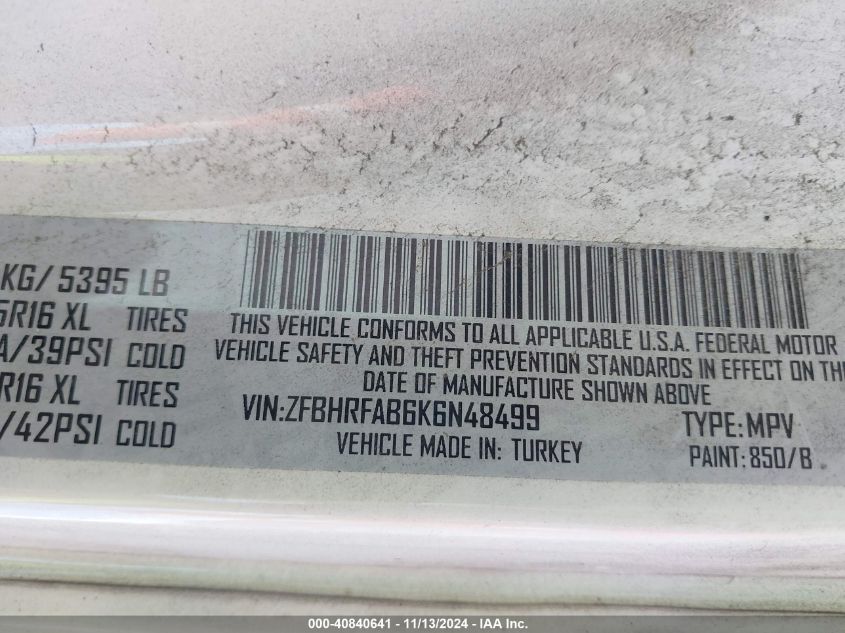 KG/ 5395 LB
5R16 XL TIRES
A/39PSI COLD
R16 XL TIRES
/42PSI COLD
THIS VEHICLE CONFORMS TO ALL APPLICABLE U.S.A. FEDERAL MOTOR
VEHICLE SAFETY AND THEFT PREVENTION STANDARDS IN EFFECT ON THE
DATE OF MANUFACTURE SHOWN ABOVE
VIN:ZFBHRFAB6K6N48499 TYPE:MPV
VEHICLE MADE IN: TURKEY PAINT:850/B
000-40840641 - 11/13/2024 - IAA Inc.